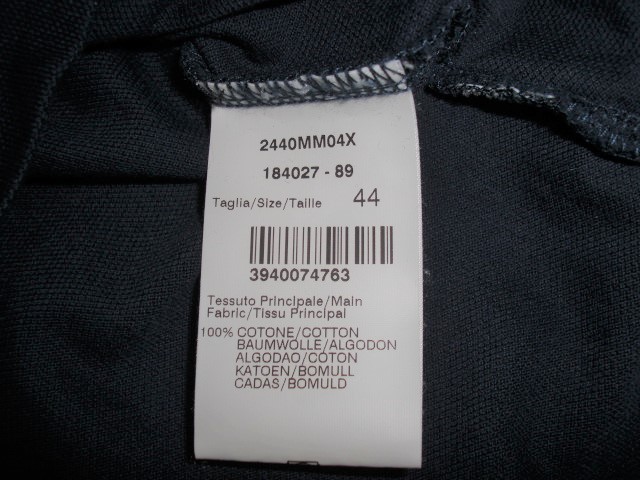 2440MM04X
184027 - 89
Taglia/Size/Taille 44
3940074763
Tessuto Principale/Main
Fabric/Tissu Principal
100% COTONE/COTTON
BAUMWOLLE/ALGODON
ALGODAO/COTON
KATOEN/BOMULL
CADAS/BOMULD